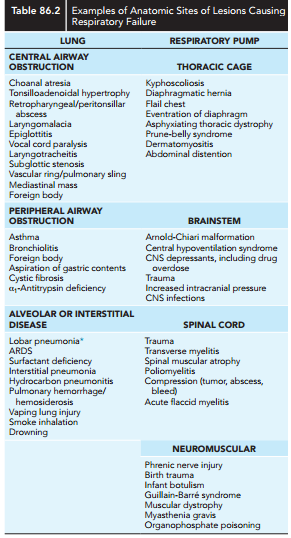 Table 86.2 Examples of Anatomic Sites of Lesions Causing
Respiratory Failure
LUNG
RESPIRATORY PUMP
CENTRAL AIRWAY
OBSTRUCTION
Choanal atresia
Tonsilloadenoidal hypertrophy
Retropharyngeal/peritonsillar
abscess
Laryngomalacia
Epiglottitis
Vocal cord paralysis
Laryngotracheitis
Subglottic stenosis
Vascular ring/pulmonary sling
Mediastinal mass
Foreign body
THORACIC CAGE
Kyphoscoliosis
Diaphragmatic hernia
Flail chest
Eventration of diaphragm
Asphyxiating thoracic dystrophy
Prune-belly syndrome
Dermatomyositis
Abdominal distention
PERIPHERAL AIRWAY
OBSTRUCTION
Asthma
Bronchiolitis
Foreign body
Aspiration of gastric contents
Cystic fibrosis
α₁-Antitrypsin deficiency
BRAINSTEM
Arnold-Chiari malformation
Central hypoventilation syndrome
CNS depressants, including drug
overdose
Trauma
Increased intracranial pressure
CNS infections
ALVEOLAR OR INTERSTITIAL
DISEASE
Lobar pneumonia*
ARDS
Surfactant deficiency
Interstitial pneumonia
Hydrocarbon pneumonitis
Pulmonary hemorrhage/
hemosiderosis
Vaping lung injury
Smoke inhalation
Drowning
SPINAL CORD
Trauma
Transverse myelitis
Spinal muscular atrophy
Poliomyelitis
Compression (tumor, abscess,
bleed)
Acute flaccid myelitis
NEUROMUSCULAR
Phrenic nerve injury
Birth trauma
Infant botulism
Guillain-Barré syndrome
Muscular dystrophy
Myasthenia gravis
Organophosphate poisoning